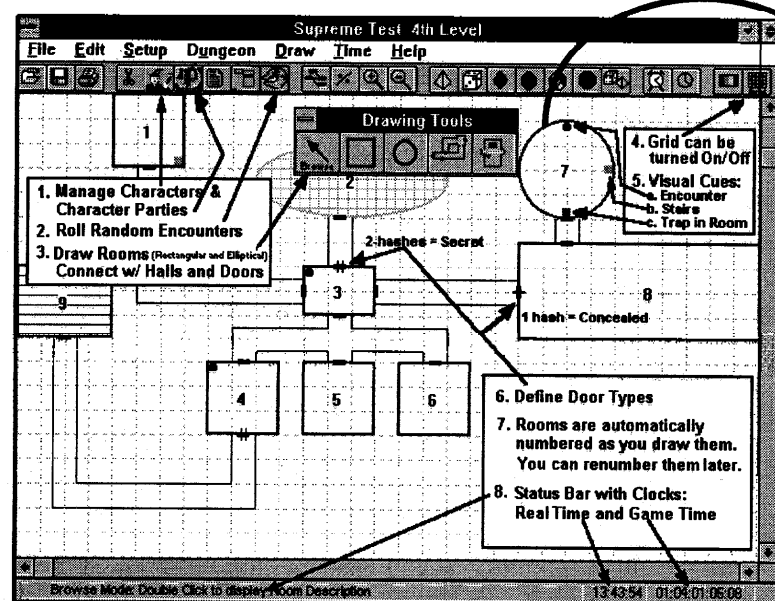 Supreme Test 4th Level
File Edit Setup Dungeon Draw Time Help
Drawing Tools
1
2
7
1. Manage Characters &
Character Parties
2. Roll Random Encounters
3. Draw Rooms (Rectangular and Elliptical)
Connect w/ Halls and Doors
4. Grid can be
turned On/Off
5. Visual Cues:
a. Encounter
b. Stairs
c. Trap in Room
2-hashes = Secret
3
8
9
1 hash = Concealed
4
5
6
6. Define Door Types
7. Rooms are automatically
numbered as you draw them.
You can renumber them later.
8. Status Bar with Clocks:
Real Time and Game Time
Browse Mode: Double Click to display Room Description
13:43:54
01:04:01:06:08